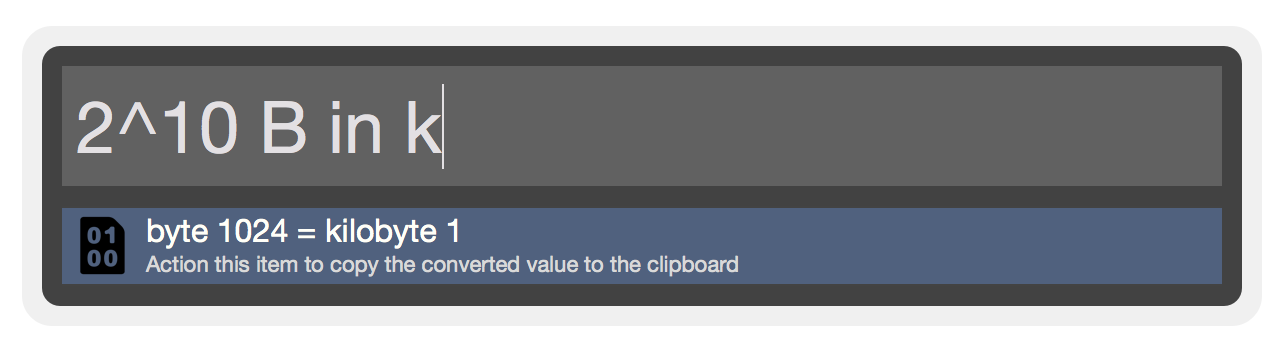 2^10 B in k
01
00
byte 1024 = kilobyte 1
Action this item to copy the converted value to the clipboard